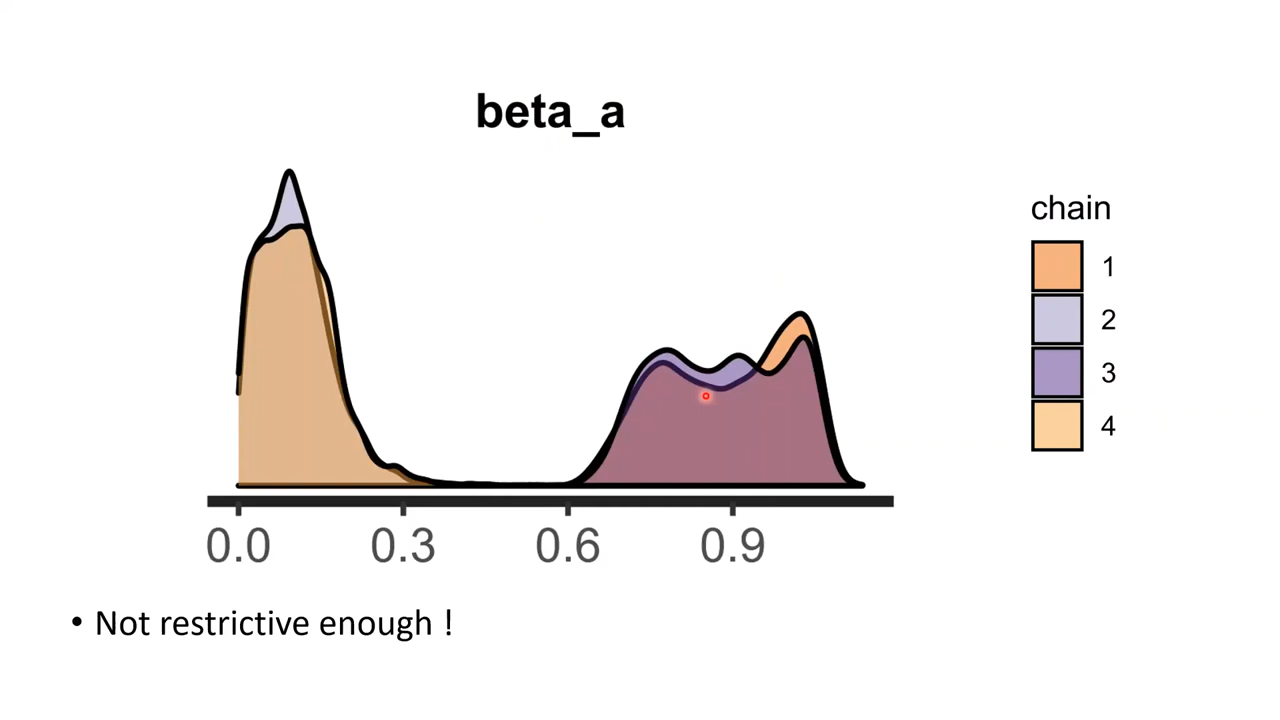 beta_a
chain
1
2
3
4
0.0 0.3 0.6 0.9
• Not restrictive enough !